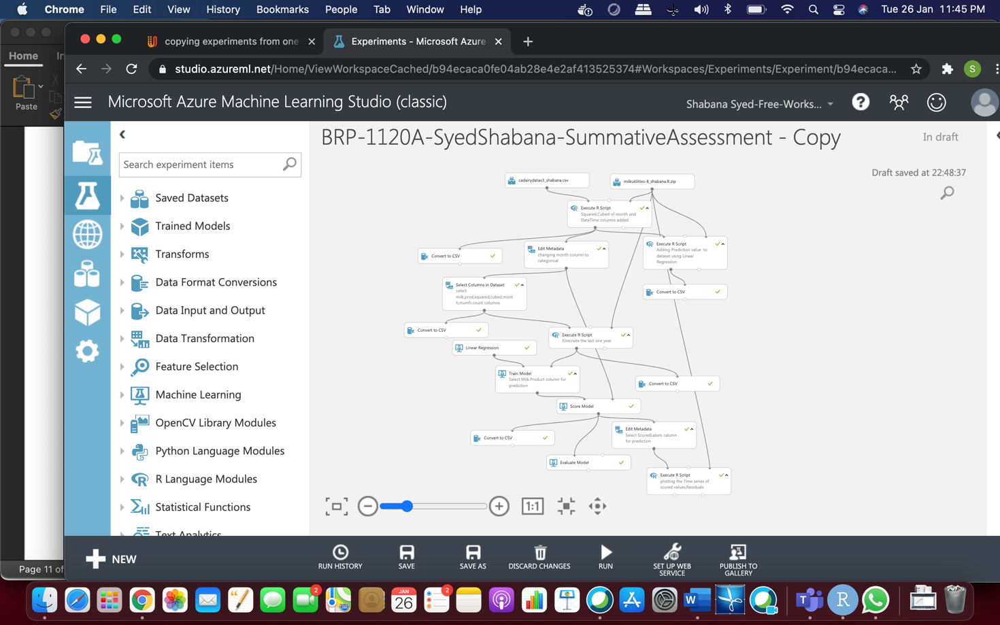 Chrome File Edit View History Bookmarks People Tab Window Help
Tue 26 Jan 11:45 PM
copying experiments from one
Experiments - Microsoft Azure
Home
In
Paste
Page 11 of
studio.azureml.net/Home/ViewWorkspaceCached/b94ecaca0fe04ab28e4e2af413525374#Workspaces/Experiments/Experiment/b94ecaca...
S
Microsoft Azure Machine Learning Studio (classic)
Shabana Syed-Free-Works...
BRP-1120A-SyedShabana-SummativeAssessment - Copy
In draft
Draft saved at 22:48:37
Search experiment items
Saved Datasets
Trained Models
Transforms
Data Format Conversions
Data Input and Output
Data Transformation
Feature Selection
Machine Learning
OpenCV Library Modules
Python Language Modules
R Language Modules
Statistical Functions
Text Analytics
cadairydatav3_shabana.csv
milkutilities-8_shabana.R.zip
Execute R Script
Squared,Cubed of month and
DateTime columns added
Convert to CSV
Edit Metadata
changing month column to
categorical
Execute R Script
Adding Prediction value to
dataset using Linear
Regression
Select Columns in Dataset
select
milk.prod,squared,cubed,mont
h,month.count columns
Convert to CSV
Convert to CSV
Execute R Script
Eliminate the last one year
Linear Regression
Train Model
Select Milk.Product column for
prediction
Convert to CSV
Score Model
Convert to CSV
Edit Metadata
Select ScoredLabels calumn
for prediction
Evaluate Model
Execute R Script
plotting the Time series of
scored values,Residuals
1:1
NEW
RUN HISTORY
SAVE
SAVE AS
DISCARD CHANGES
RUN
SET UP WEB
SERVICE
PUBLISH TO
GALLERY
2
JAN
26
2
W
T
R